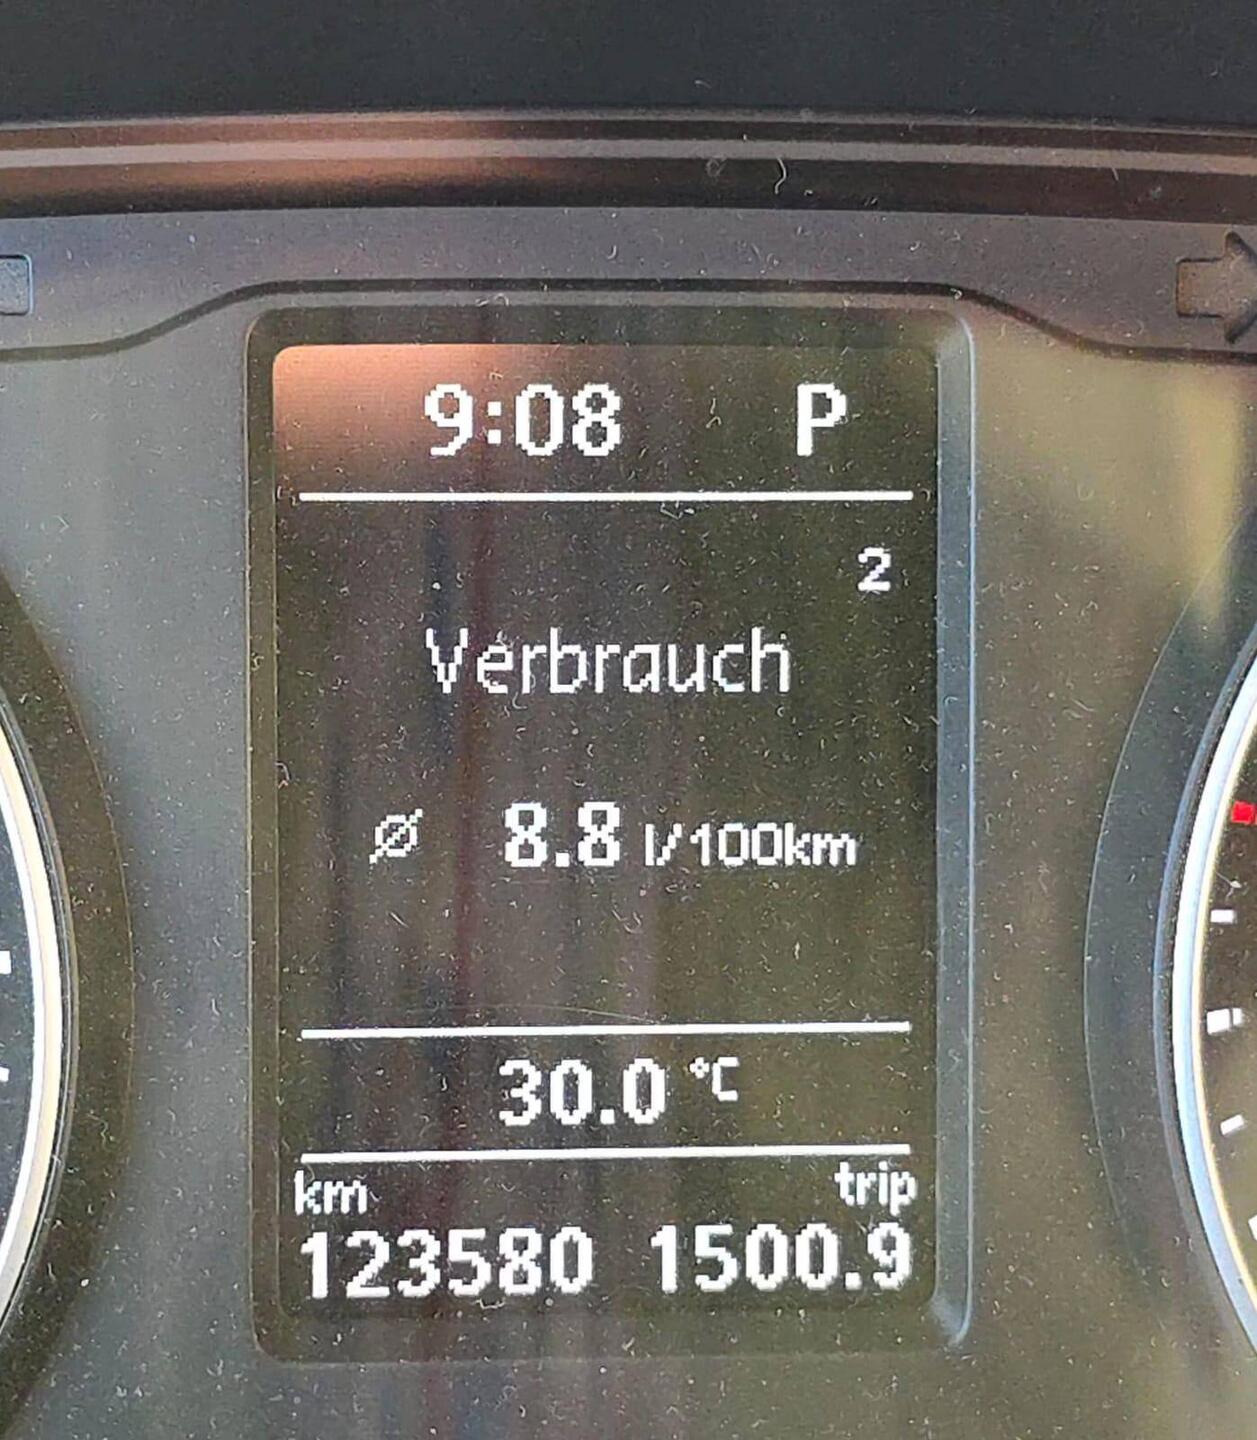 9:08 P
2
Verbrauch
Ø 8.8 l/100km
30.0 °C
km trip
123580 1500.9